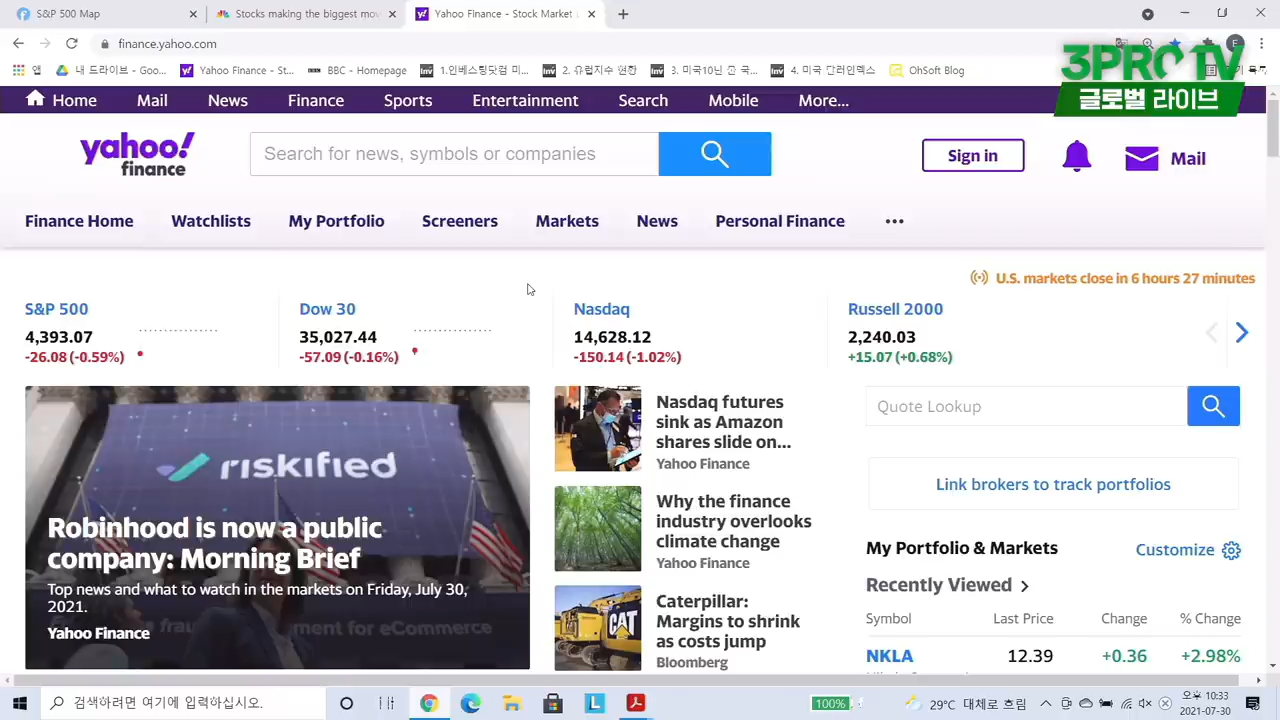 S&P 500 Map
Stocks making the biggest mov
Yahoo Finance - Stock Market
finance.yahoo.com
앱
내 드라이브 - Goo...
Yahoo Finance - St...
BBC - Homepage
1.인베스팅닷컴
2. 유럽지수 현황
3. 미국10년
4. 미국
OhSoft Blog
3PROTV
글로벌 라이브
Home
Mail
News
Finance
Sports
Entertainment
Search
Mobile
More...
yahoo!
finance
Search for news, symbols or companies
Sign in
Mail
Finance Home
Watchlists
My Portfolio
Screeners
Markets
News
Personal Finance
U.S. markets close in 6 hours 27 minutes
S&P 500
4,393.07
-26.08 (-0.59%)
Dow 30
35,027.44
-57.09 (-0.16%)
Nasdaq
14,628.12
-150.14 (-1.02%)
Russell 2000
2,240.03
+15.07 (+0.68%)
riskified
Robinhood is now a public
company: Morning Brief
Top news and what to watch in the markets on Friday, July 30,
2021.
Yahoo Finance
ment for eCommerce
Nasdaq futures
sink as Amazon
shares slide on...
Yahoo Finance
Why the finance
industry overlooks
climate change
Yahoo Finance
CAT
Caterpillar:
Margins to shrink
as costs jump
Bloomberg
Quote Lookup
Link brokers to track portfolios
My Portfolio & Markets
Customize
Recently Viewed
Symbol Last Price Change % Change
NKLA 12.39 +0.36 +2.98%
검색하려면 여기에 입력하십시오.
100%
29°C 대체로 흐림
오후 10:33
2021-07-30